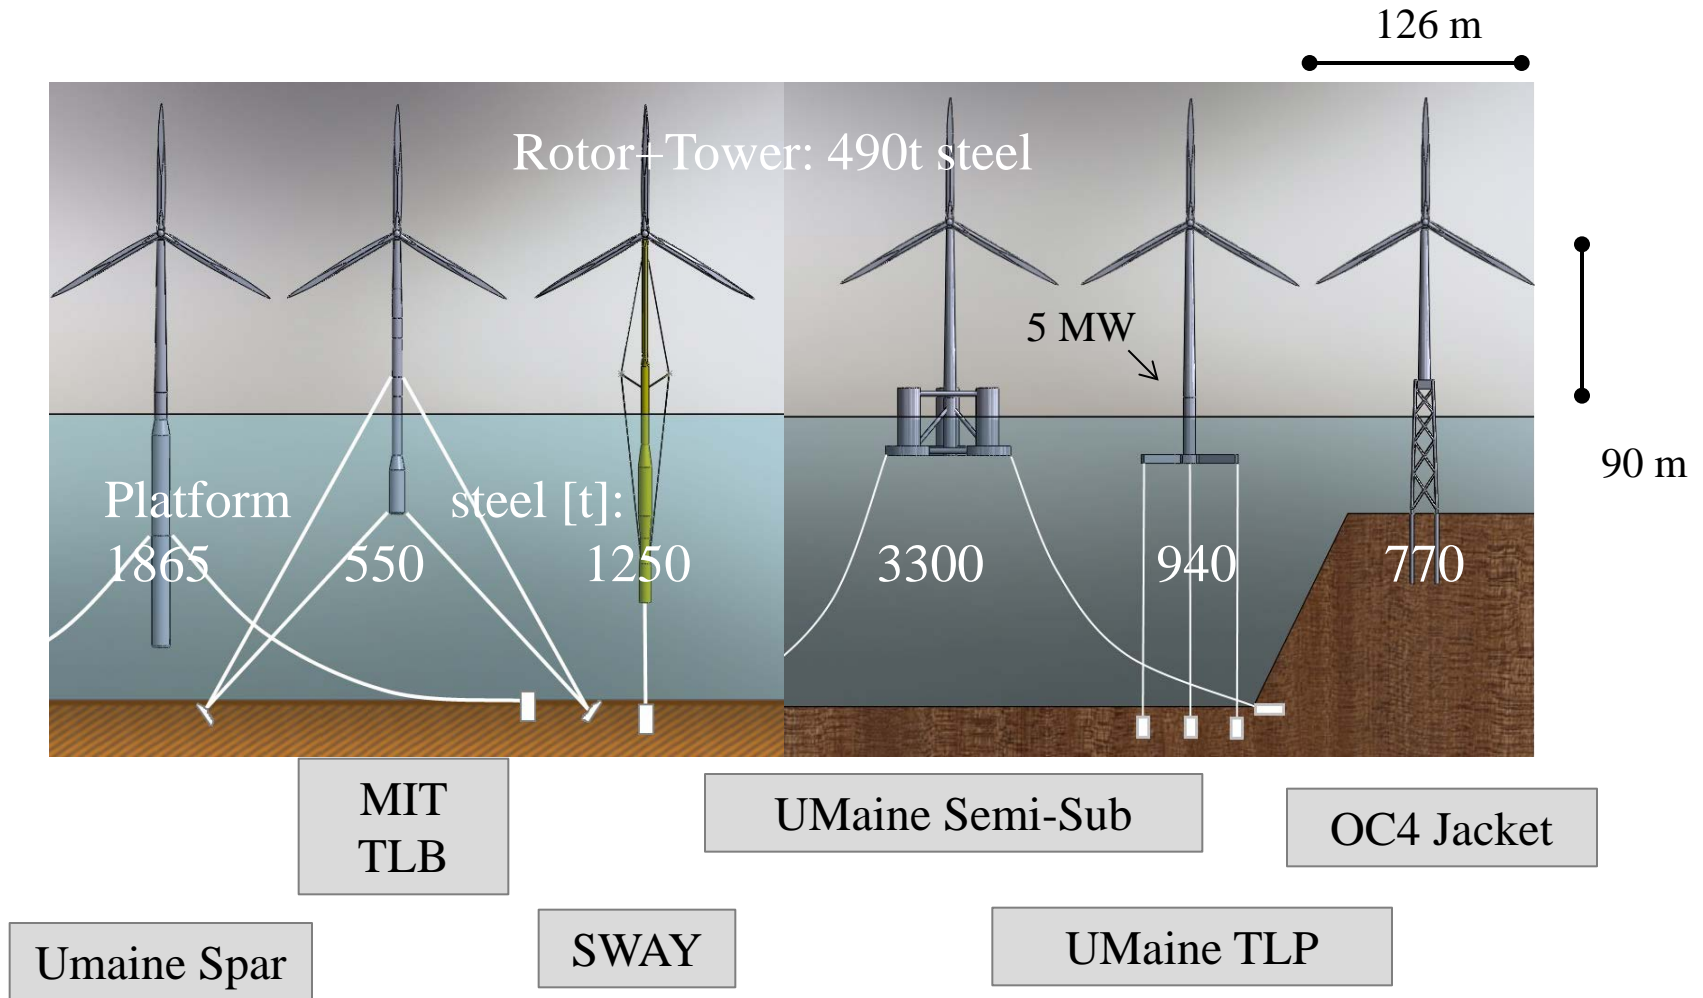 126 m
Rotor+Tower: 490t steel
5 MW
90 m
Platform steel [t]:
1865 550 1250 3300 940 770
MIT
TLB
UMaine Semi-Sub
OC4 Jacket
Umaine Spar
SWAY
UMaine TLP